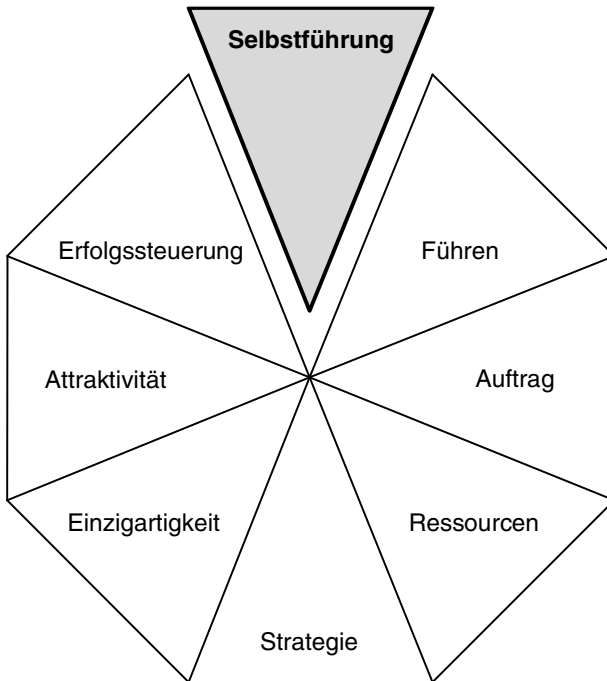 Selbstführung
Erfolgssteuerung
Führen
Attraktivität
Auftrag
Einzigartigkeit
Ressourcen
Strategie